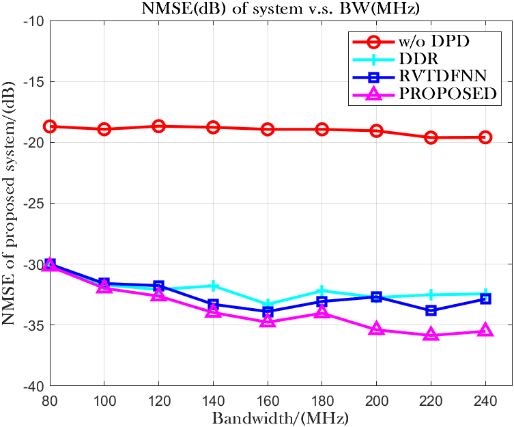 NMSE(dB) of system v.s. BW(MHz)
NMSE of proposed system/(dB)
-10
-15
-20
-25
-30
-35
-40
w/o DPD
DDR
RVTDFNN
PROPOSED
80 100 120 140 160 180 200 220 240
Bandwidth/(MHz)